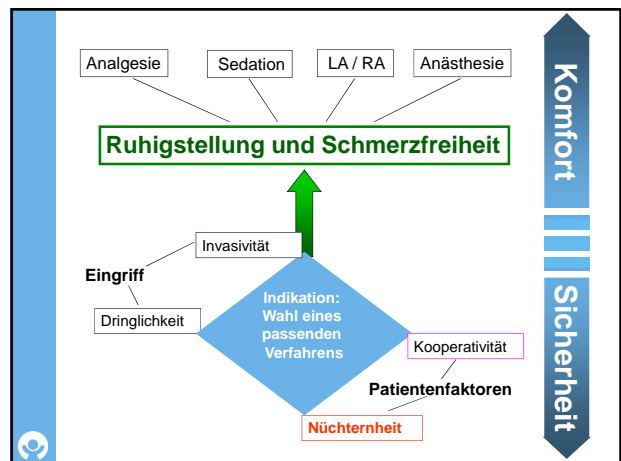 Analgesie
Sedation
LA / RA
Anästhesie
Ruhigstellung und Schmerzfreiheit
Invasivität
Eingriff
Dringlichkeit
Indikation:
Wahl eines
passenden
Verfahrens
Kooperativität
Patientenfaktoren
Nüchternheit
Komfort
Sicherheit